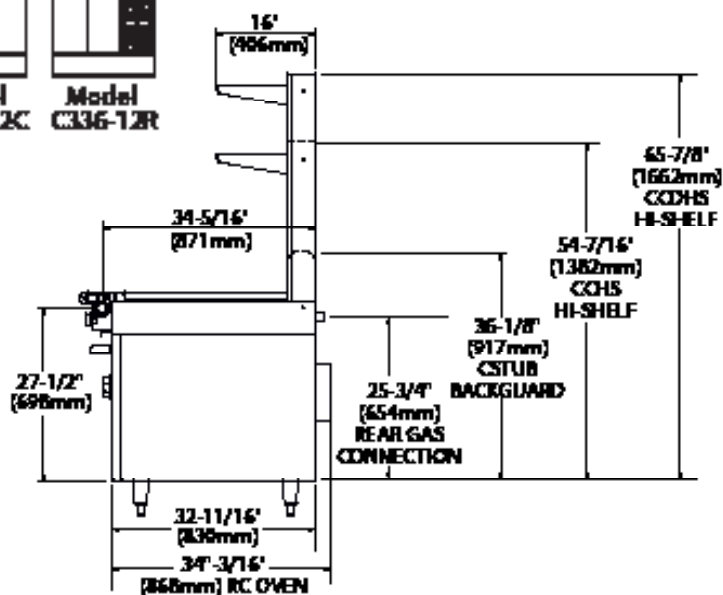 16"
(406mm)
Model
2C C336-12R
65-7/8"
(1662mm)
CCDHS
HI-SHELF
34-5/16"
(871mm)
54-7/16"
(1382mm)
CCHS
HI-SHELF
36-1/8"
(917mm)
CSTUB
BACKGUARD
27-1/2"
(698mm)
25-3/4"
(654mm)
REAR GAS
CONNECTION
32-11/16"
(830mm)
34"-3/16"
(868mm) RC OVEN